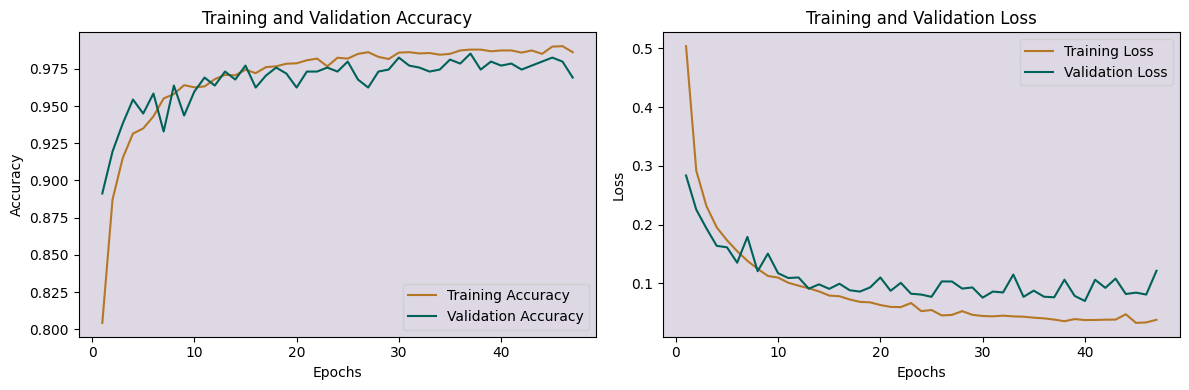 Training and Validation Accuracy
Accuracy
0.975
0.950
0.925
0.900
0.875
0.850
0.825
0.800
Training Accuracy
Validation Accuracy
0
10
20
30
40
Epochs
Training and Validation Loss
Loss
0.5
0.4
0.3
0.2
0.1
Training Loss
Validation Loss
0
10
20
30
40
Epochs